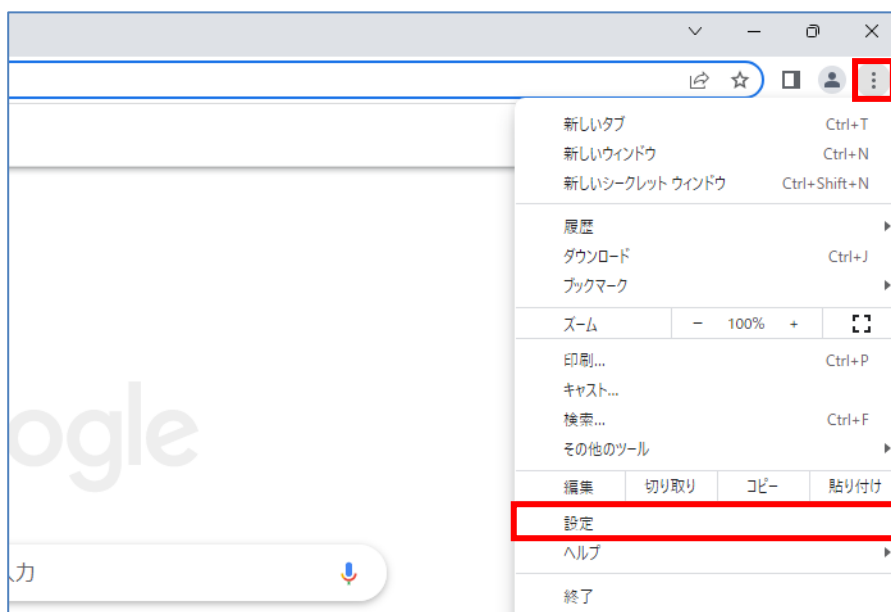 新しいタブ Ctrl+T
新しいウィンドウ Ctrl+N
新しいシークレット ウィンドウ Ctrl+Shift+N
履歴
ダウンロード Ctrl+J
ブックマーク
ズーム － 100% +
印刷... Ctrl+P
キャスト...
検索... Ctrl+F
その他のツール
編集 切り取り コピー 貼り付け
設定
ヘルプ
終了
ogle
入力